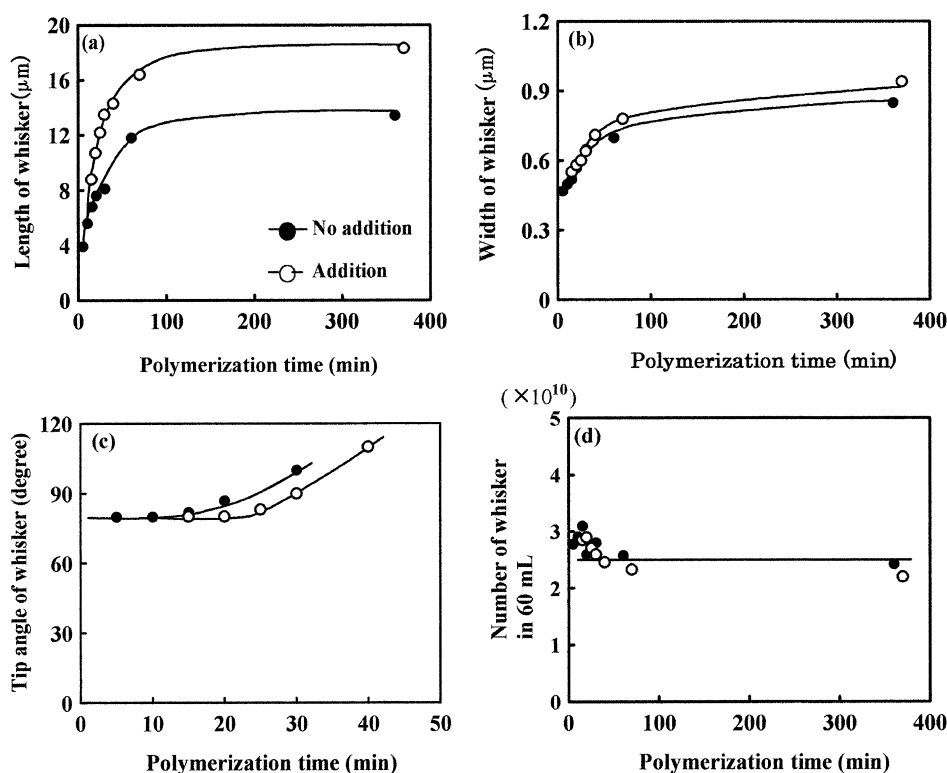 (a)
Length of whisker(μm)
20
16
12
8
4
0
No addition
Addition
0 100 200 300 400
Polymerization time (min)
(b)
Width of whisker (μm)
1.2
0.9
0.6
0.3
0
0 100 200 300 400
Polymerization time (min)
(c)
Tip angle of whisker (degree)
120
90
80
30
0
0 10 20 30 40 50
Polymerization time (min)
(×10¹⁰)
(d)
Number of whisker
in 60 mL
5
4
3
2
1
0
0 100 200 300 400
Polymerization time (min)